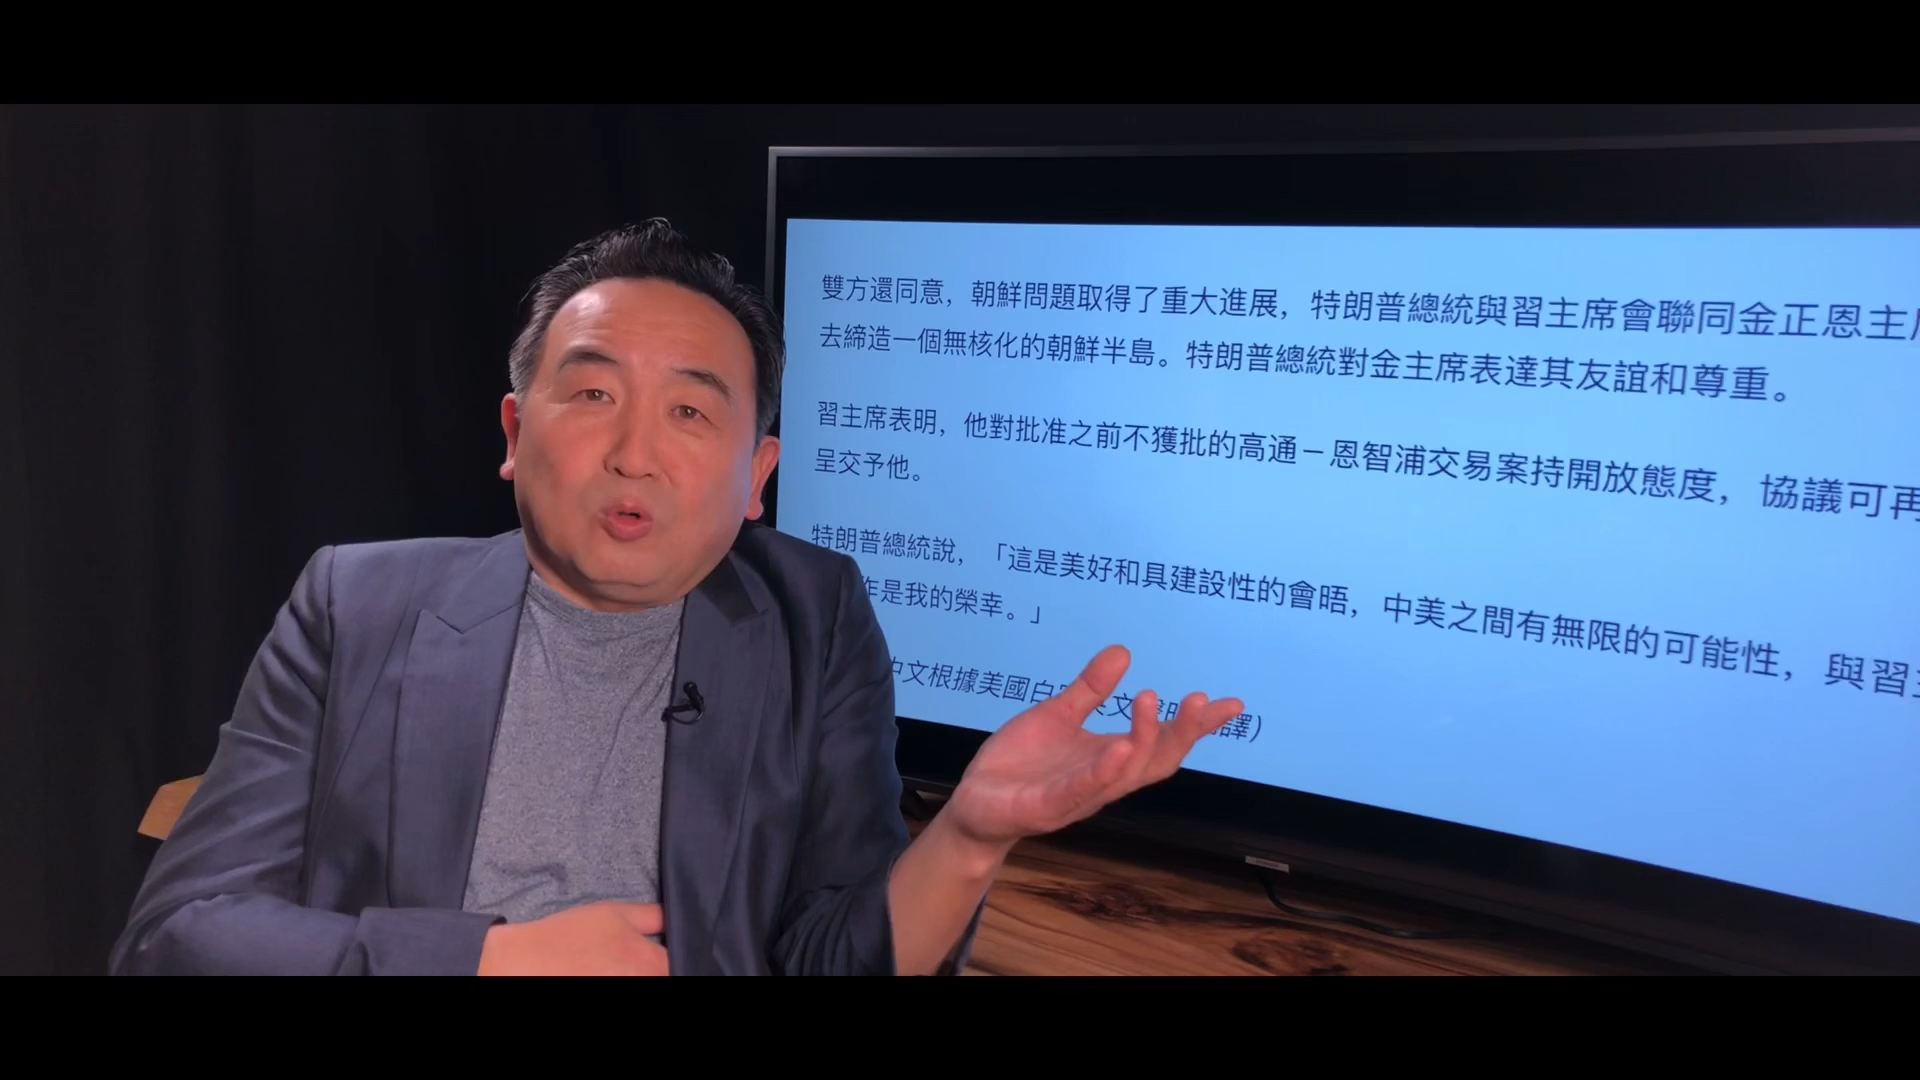 雙方還同意，朝鮮問題取得了重大進展，特朗普總統與習主席會聯同金正恩主
去締造一個無核化的朝鮮半島。特朗普總統對金主席表達其友誼和尊重。
習主席表明，他對批准之前不獲批的高通－恩智浦交易案持開放態度，協議可再
呈交予他。
特朗普總統說，「這是美好和具建設性的會晤，中美之間有無限的可能性，與習
作是我的榮幸。」
中文根據美國白 英文聲明 譯）